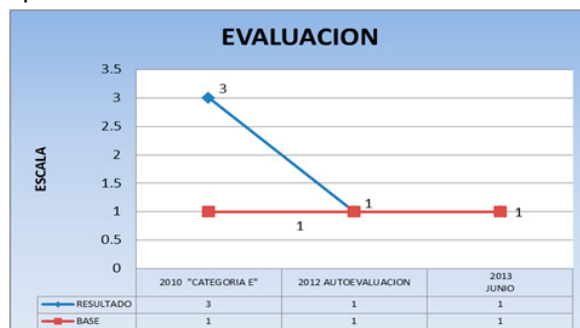 EVALUACION
3.5
3
2.5
2
1.5
1
0.5
0
ESCALA
3
1
1
1
2010 "CATEGORIA E" 2012 AUTOEVALUACION 2013
JUNIO
RESULTADO 3 1 1
BASE 1 1 1